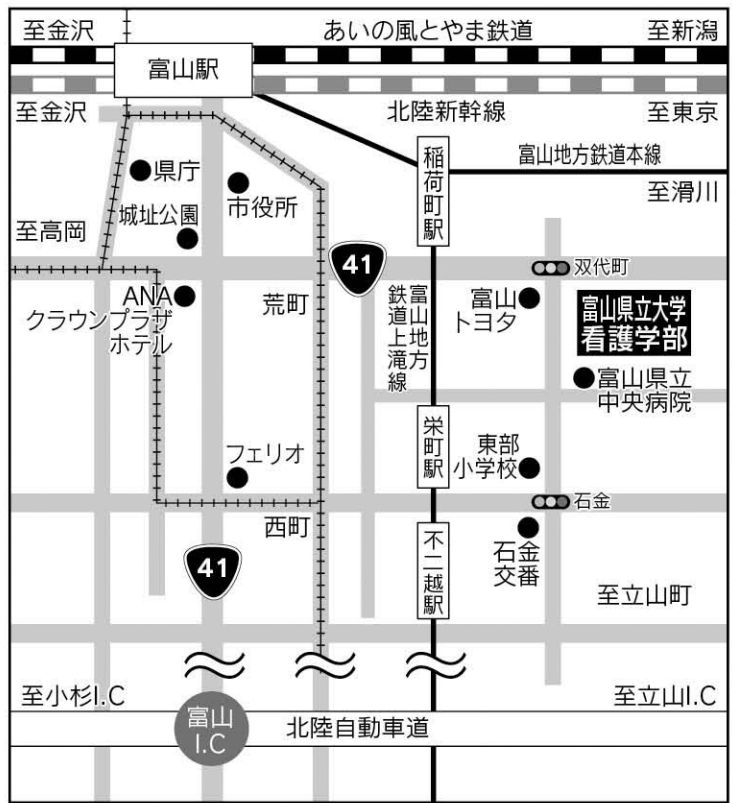 至金沢
あいの風とやま鉄道
至新潟
富山駅
至金沢
北陸新幹線
至東京
稲荷町駅
富山地方鉄道本線
至滑川
県庁
市役所
城址公園
至高岡
41
双代町
ANA
クラウンプラザ
ホテル
荒町
富山地方
鉄道上滝線
富山
トヨタ
富山県立大学
看護学部
富山県立
中央病院
栄町駅
東部
小学校
フェリオ
石金
西町
不二越駅
石金
交番
41
至立山町
至小杉I.C
至立山I.C
富山
I.C
北陸自動車道